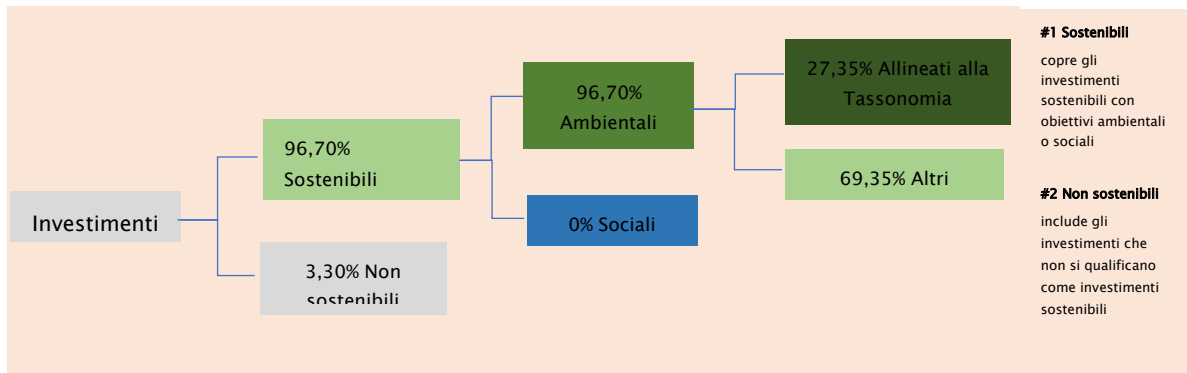 Investimenti
96,70%
Sostenibili
3,30% Non
sostenibili
96,70%
Ambientali
0% Sociali
27,35% Allineati alla
Tassonomia
69,35% Altri
#1 Sostenibili
copre gli
investimenti
sostenibili con
obiettivi ambientali
o sociali
#2 Non sostenibili
include gli
investimenti che
non si qualificano
come investimenti
sostenibili